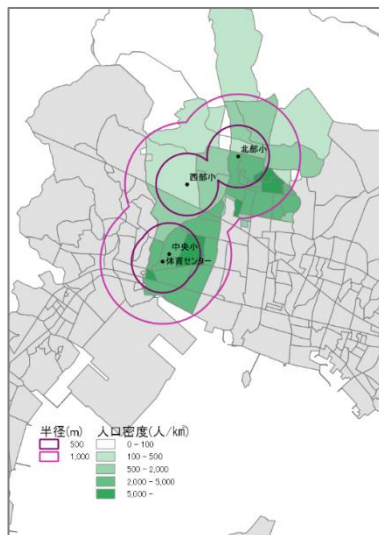 北部小
西部小
中央小
体育センター
半径(m) 人口密度(人/k㎡)
500 0 - 100
1,000 100 - 500
500 - 2,000
2,000 - 5,000
5,000 -